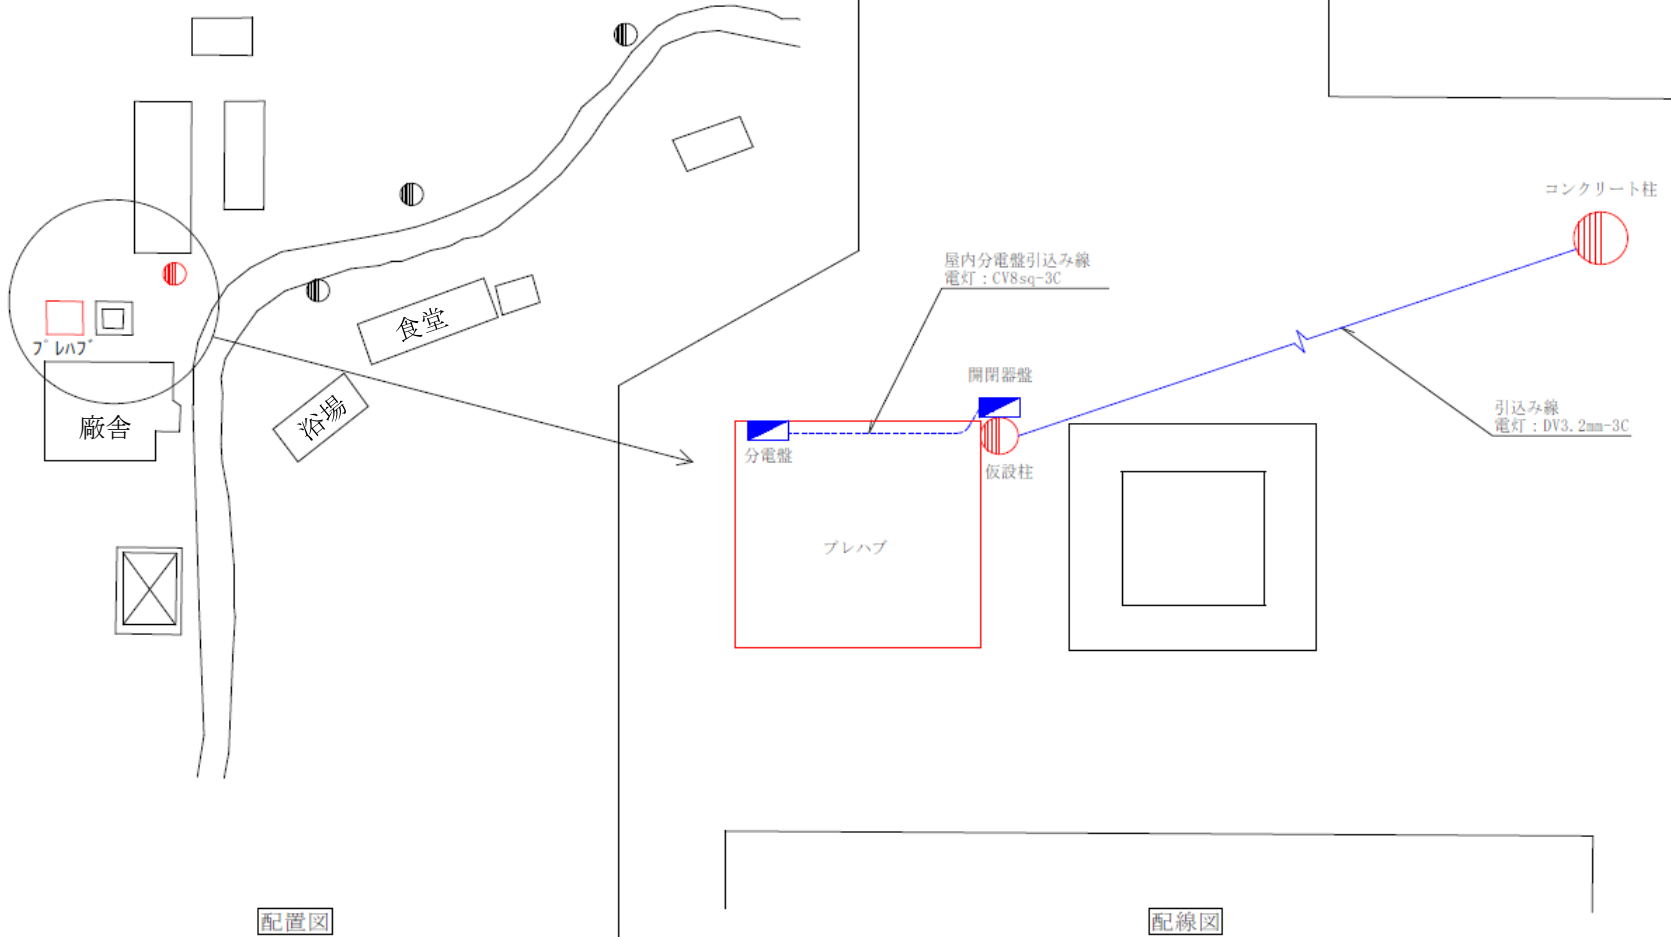 コンクリート柱
屋内分電盤引込み線
電灯：CV8sq-3C
食堂
ﾌﾟﾚﾊﾌﾞ
開閉器盤
引込み線
電灯：DV3.2mm-3C
廠舎
浴場
分電盤
仮設柱
プレハブ
配置図
配線図